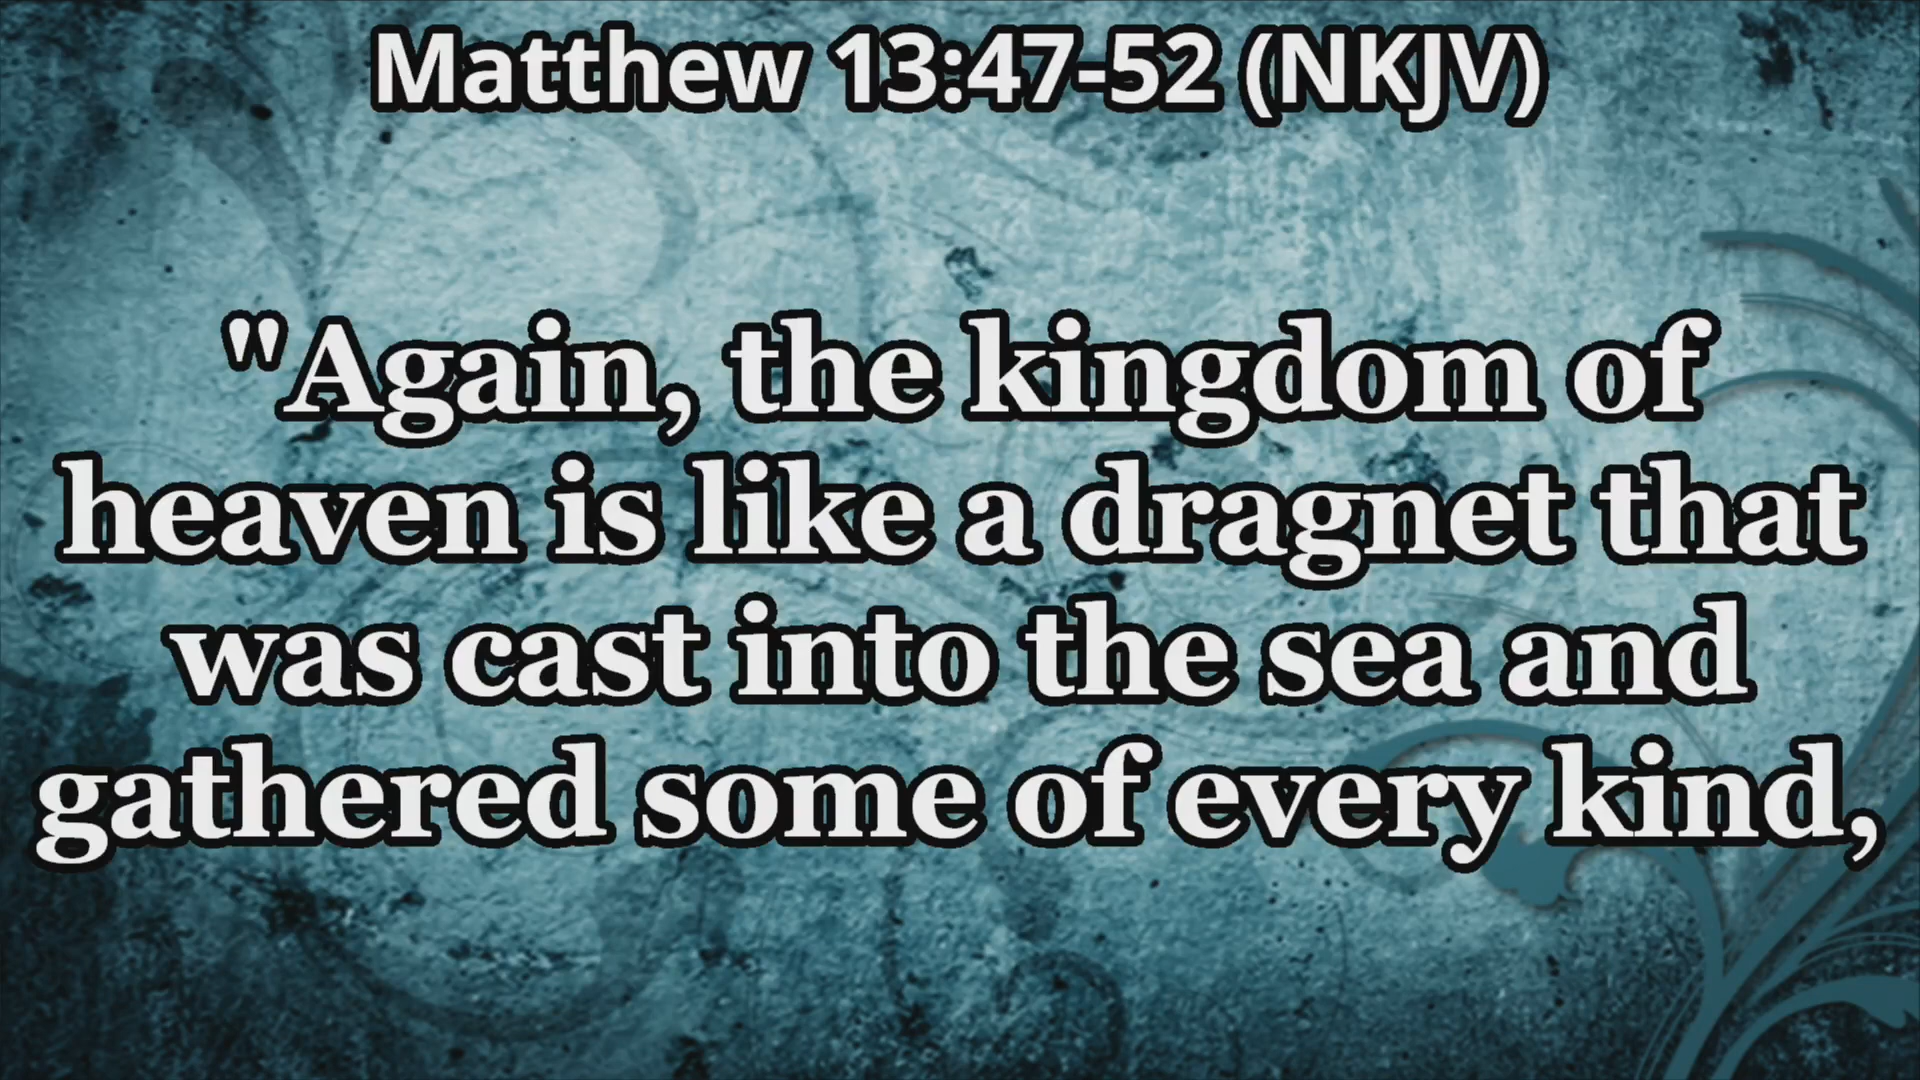 Matthew 13:47-52 (NKJV)
"Again, the kingdom of
heaven is like a dragnet that
was cast into the sea and
gathered some of every kind,